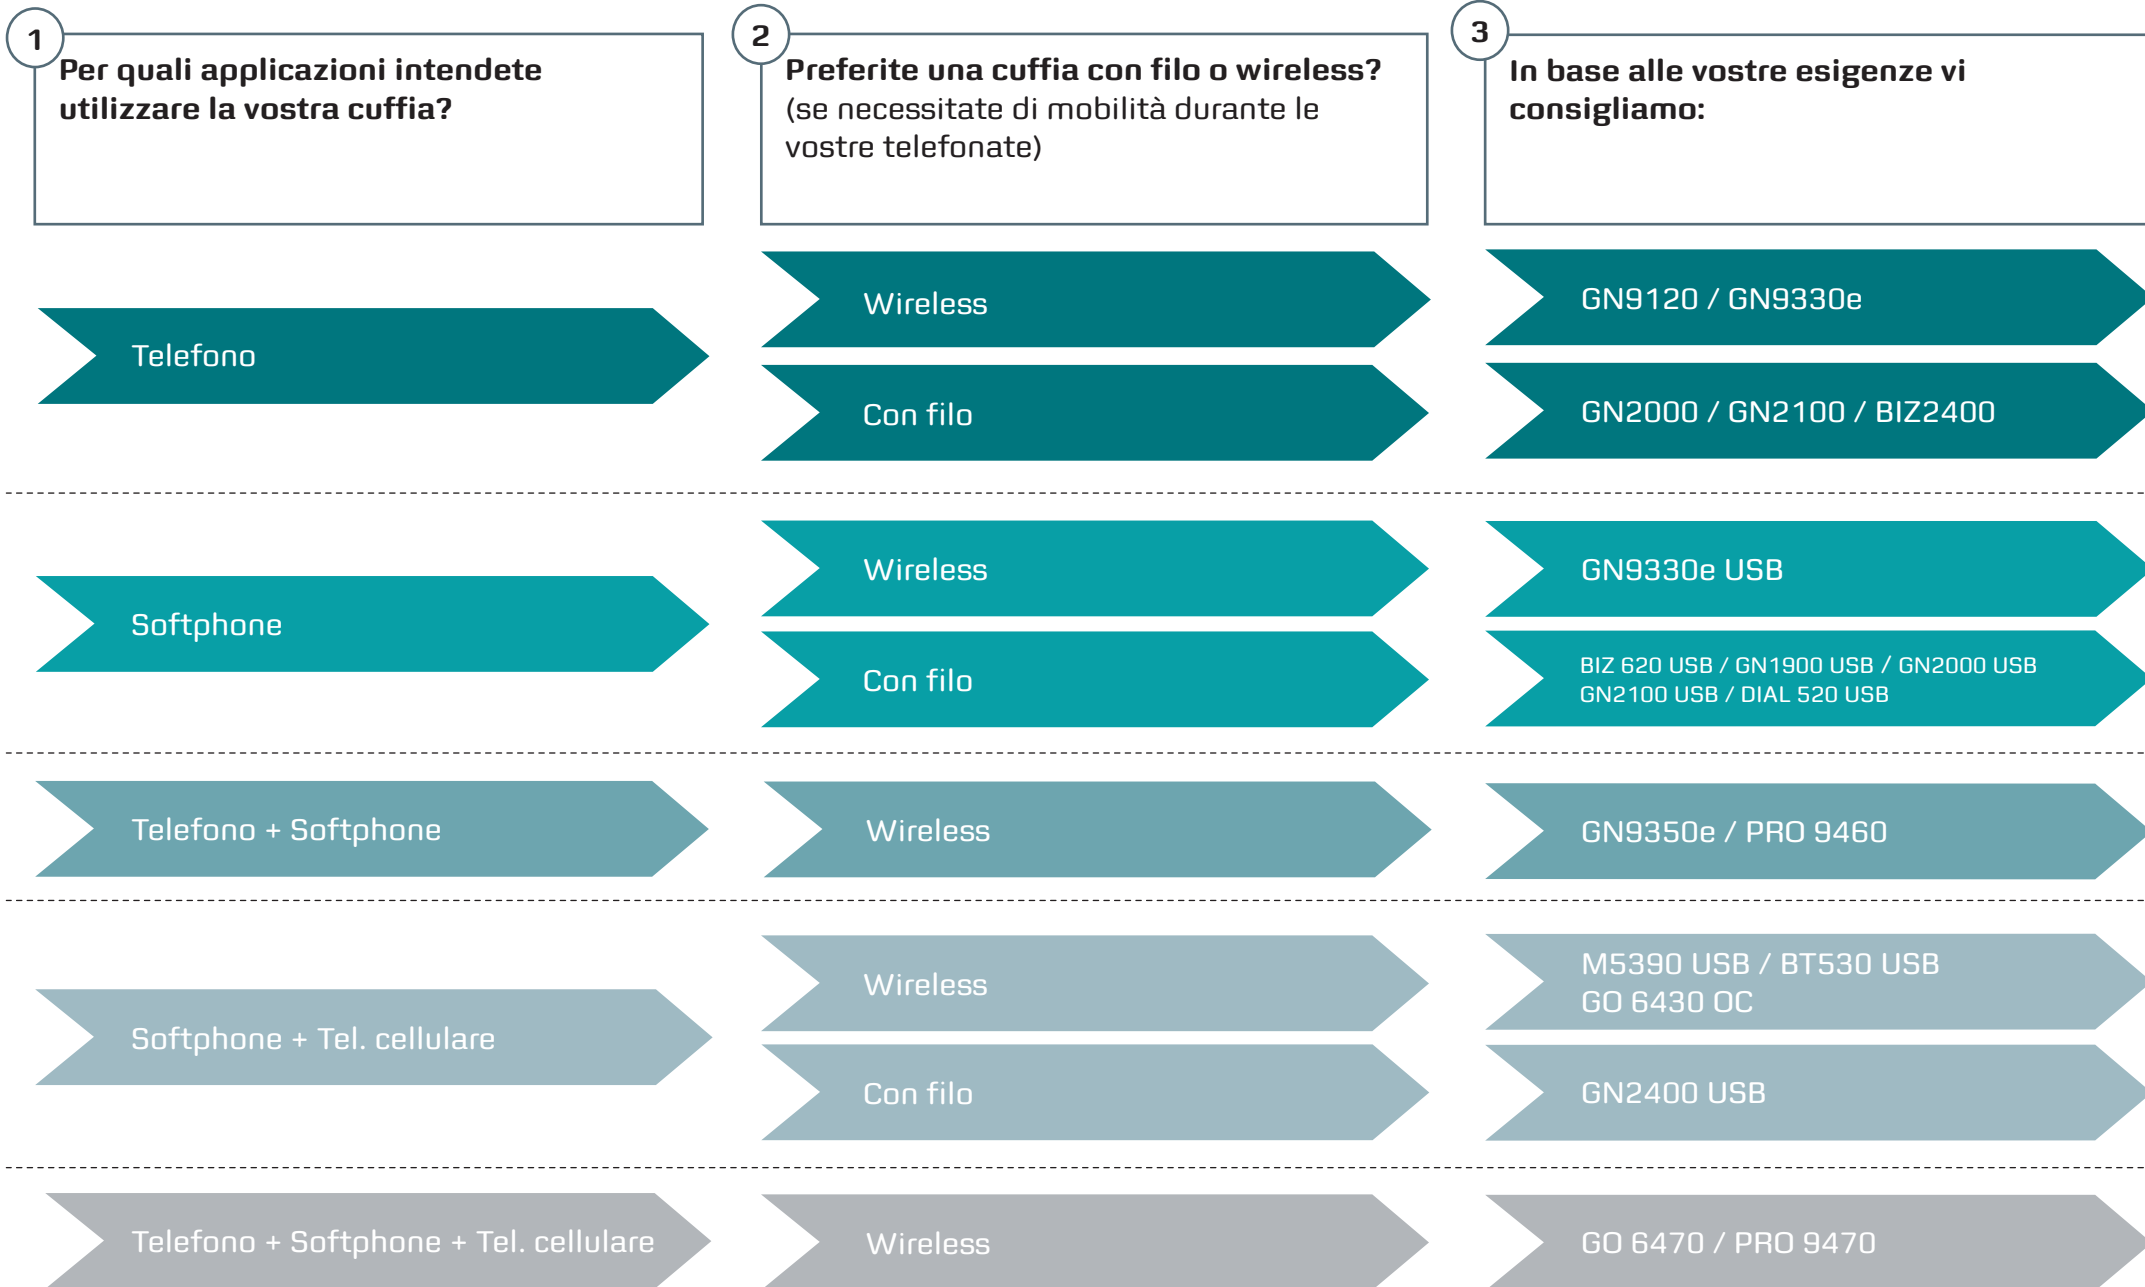 1
Per quali applicazioni intendete
utilizzare la vostra cuffia?
2
Preferite una cuffia con filo o wireless?
(se necessitate di mobilità durante le
vostre telefonate)
3
In base alle vostre esigenze vi
consigliamo:
Telefono
Wireless
GN9120 / GN9330e
Con filo
GN2000 / GN2100 / BIZ2400
Softphone
Wireless
GN9330e USB
Con filo
BIZ 620 USB / GN1900 USB / GN2000 USB
GN2100 USB / DIAL 520 USB
Telefono + Softphone
Wireless
GN9350e / PRO 9460
Softphone + Tel. cellulare
Wireless
M5390 USB / BT530 USB
GO 6430 OC
Con filo
GN2400 USB
Telefono + Softphone + Tel. cellulare
Wireless
GO 6470 / PRO 9470